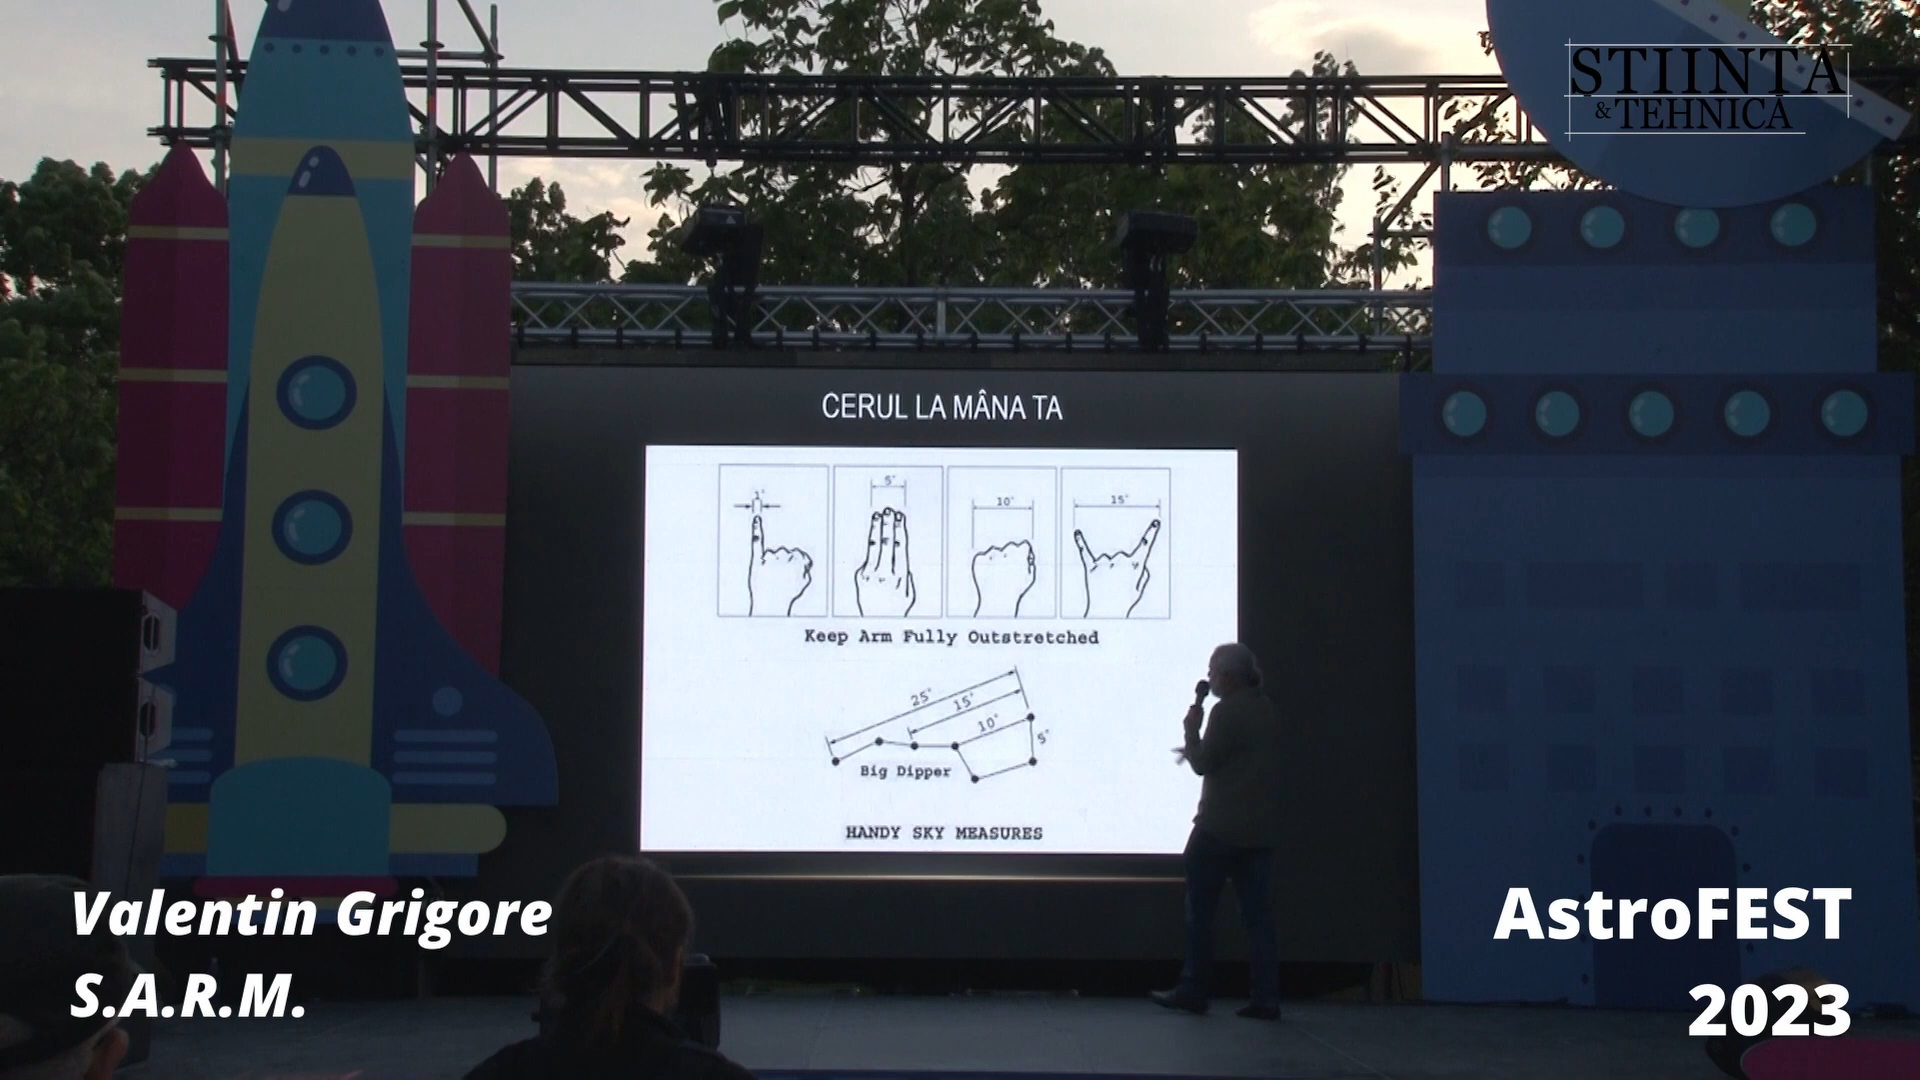 ȘTIINȚA
& TEHNICĂ
CERUL LA MÂNA TA
1°
5°
10°
15°
Keep Arm Fully Outstretched
25°
15°
10°
5°
Big Dipper
HANDY SKY MEASURES
Valentin Grigore
S.A.R.M.
AstroFEST
2023